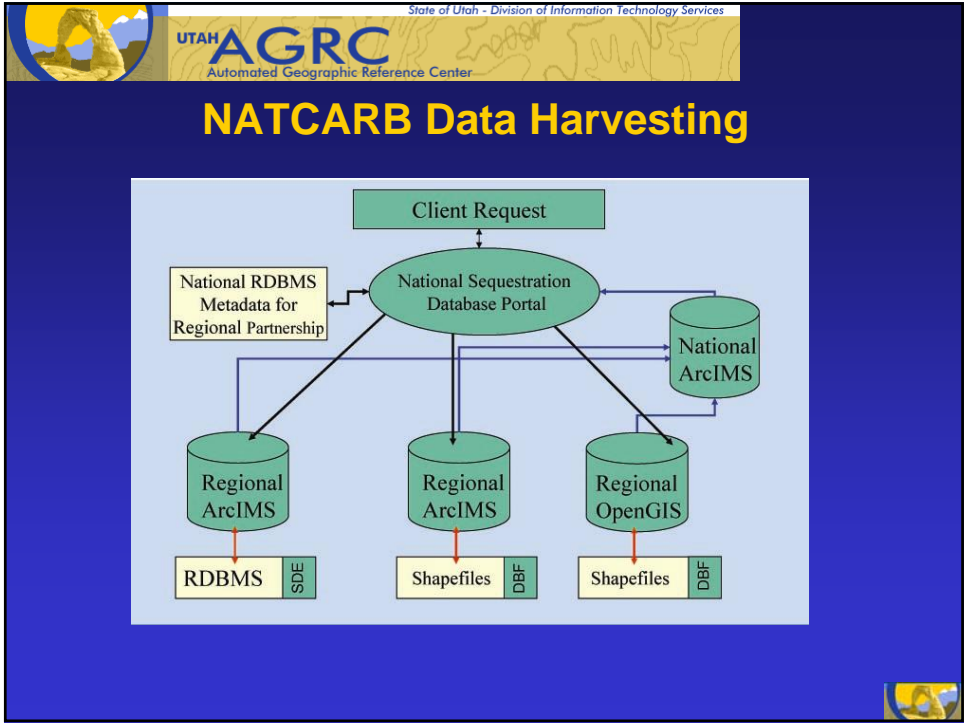 State of Utah - Division of Information Technology Services
UTAH AGRC
Automated Geographic Reference Center
NATCARB Data Harvesting
Client Request
National Sequestration
Database Portal
National RDBMS
Metadata for
Regional Partnership
National
ArcIMS
Regional
ArcIMS
Regional
ArcIMS
Regional
OpenGIS
RDBMS
SDE
Shapefiles
DBF
Shapefiles
DBF